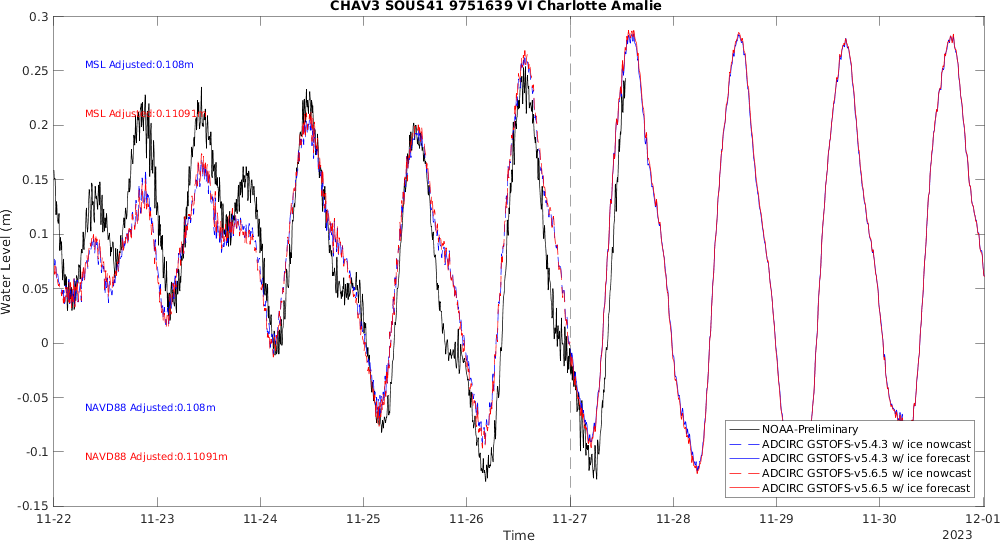 CHAV3 SOUS41 9751639 VI Charlotte Amalie
0.3
0.25
0.2
0.15
0.1
0.05
0
-0.05
-0.1
-0.15
Water Level (m)
MSL Adjusted:0.108m
MSL Adjusted:0.11091m
NAVD88 Adjusted:0.108m
NAVD88 Adjusted:0.11091m
NOAA-Preliminary
ADCIRC GSTOFS-v5.4.3 w/ ice nowcast
ADCIRC GSTOFS-v5.4.3 w/ ice forecast
ADCIRC GSTOFS-v5.6.5 w/ ice nowcast
ADCIRC GSTOFS-v5.6.5 w/ ice forecast
11-22
11-23
11-24
11-25
11-26
11-27
11-28
11-29
11-30
12-01
Time
2023